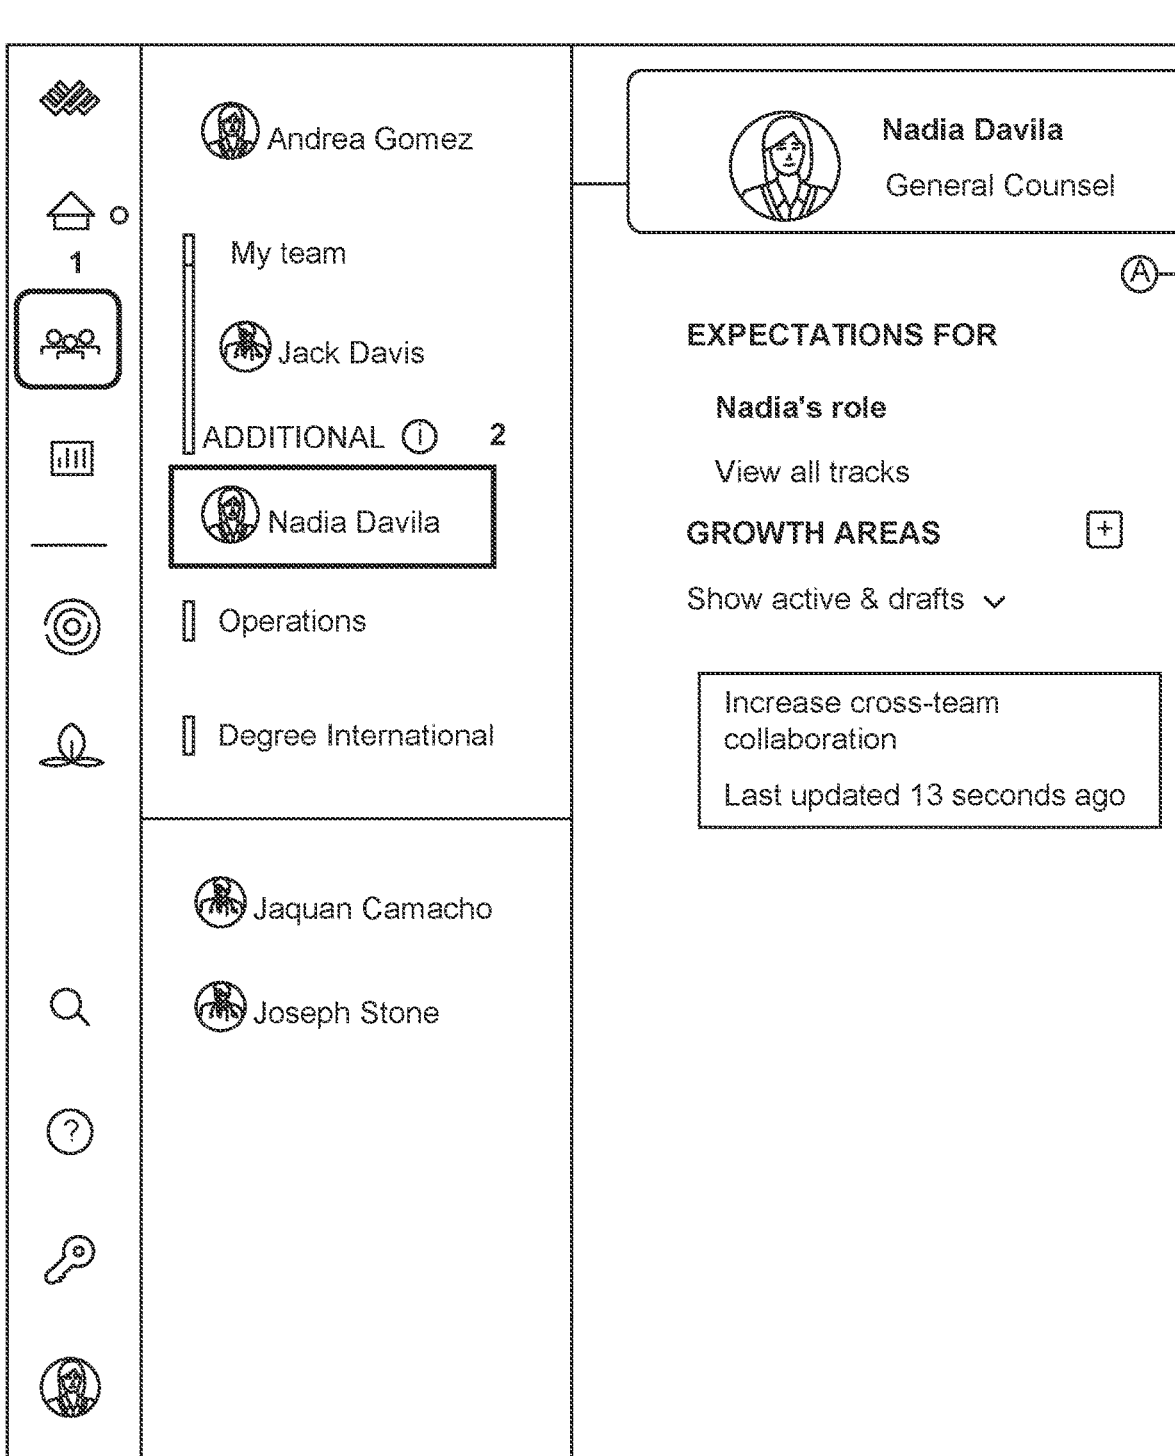 Andrea Gomez
1
My team
Jack Davis
ADDITIONAL i 2
Nadia Davila
Operations
Degree International
Jaquan Camacho
Joseph Stone
?
Nadia Davila
General Counsel
A
EXPECTATIONS FOR
Nadia's role
View all tracks
GROWTH AREAS +
Show active & drafts
Increase cross-team
collaboration
Last updated 13 seconds ago